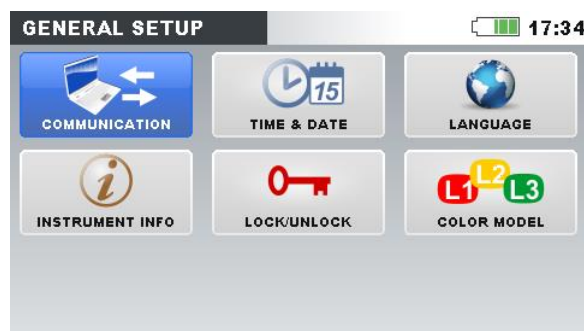 GENERAL SETUP 17:34
15
COMMUNICATION TIME & DATE LANGUAGE
i
L1 L2 L3
INSTRUMENT INFO LOCK/UNLOCK COLOR MODEL